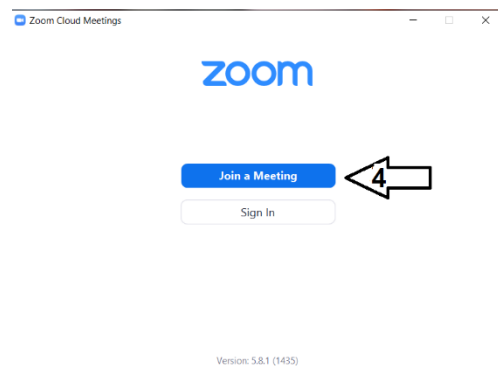 Zoom Cloud Meetings
zoom
Join a Meeting
4
Sign In
Version: 5.8.1 (1435)